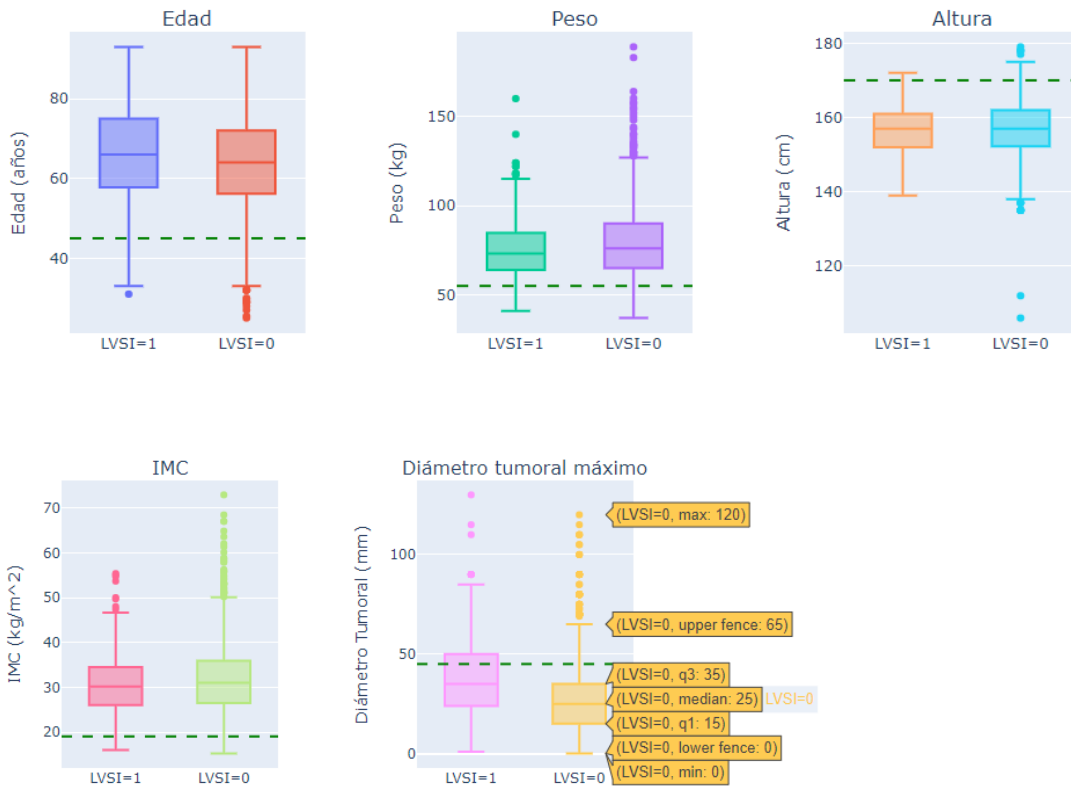 Edad
Edad (años)
80
60
40
LVSI=1
LVSI=0
Peso
Peso (kg)
150
100
50
LVSI=1
LVSI=0
Altura
Altura (cm)
180
160
140
120
LVSI=1
LVSI=0
IMC
IMC (kg/m^2)
70
60
50
40
30
20
LVSI=1
LVSI=0
Diámetro tumoral máximo
Diámetro Tumoral (mm)
100
50
0
LVSI=1
LVSI=0
(LVSI=0, max: 120)
(LVSI=0, upper fence: 65)
(LVSI=0, q3: 35)
(LVSI=0, median: 25) LVSI=0
(LVSI=0, q1: 15)
(LVSI=0, lower fence: 0)
(LVSI=0, min: 0)